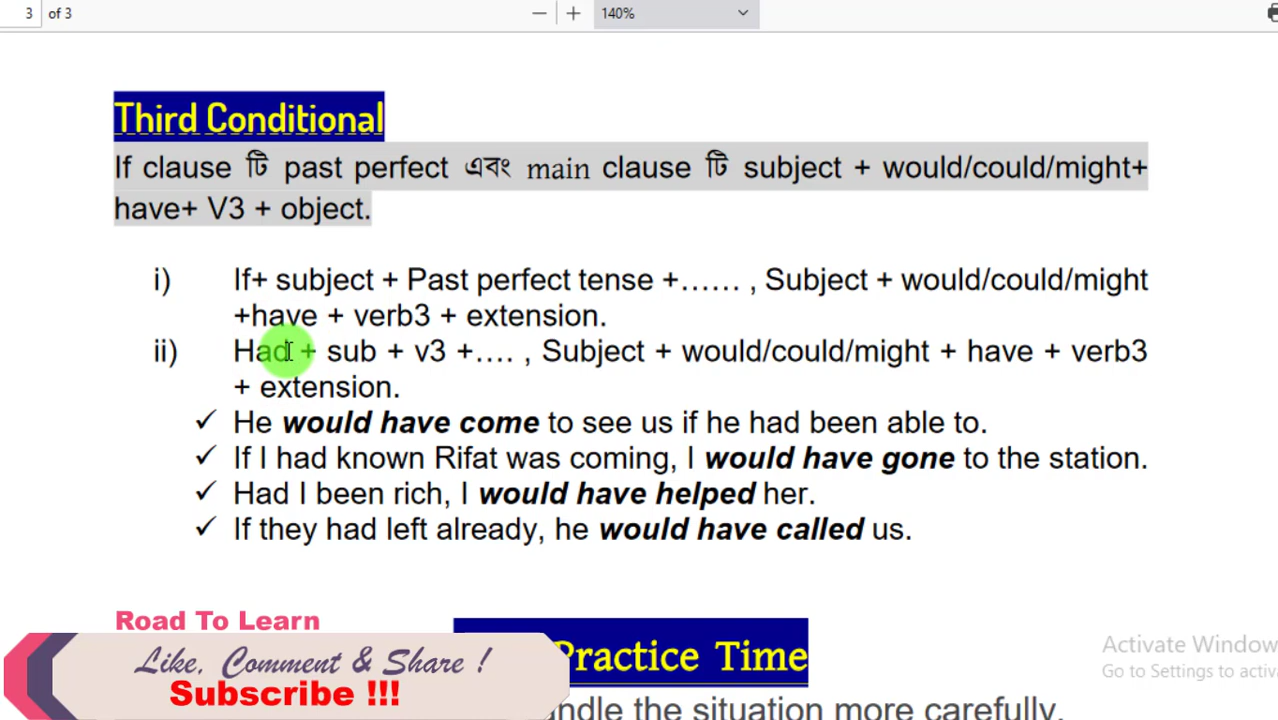 3 of 3
140%
Third Conditional
If clause টি past perfect এবং main clause টি subject + would/could/might+
have+ V3 + object.
i) If+ subject + Past perfect tense +…… , Subject + would/could/might
+have + verb3 + extension.
ii) Had + sub + v3 +…. , Subject + would/could/might + have + verb3
+ extension.
✓ He would have come to see us if he had been able to.
✓ If I had known Rifat was coming, I would have gone to the station.
✓ Had I been rich, I would have helped her.
✓ If they had left already, he would have called us.
Road To Learn
Practice Time
Like, Comment & Share !
Subscribe !!!
Activate Window
Go to Settings to activa
ndle the situation more carefully.